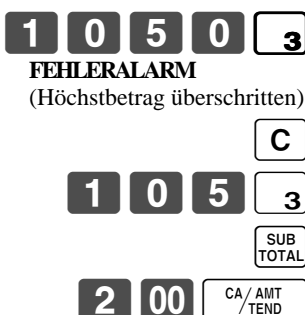 1 0 5 0 3
FEHLERALARM
(Höchstbetrag überschritten)
C
1 0 5 3
SUB TOTAL
2 00 CA/AMT /TEND